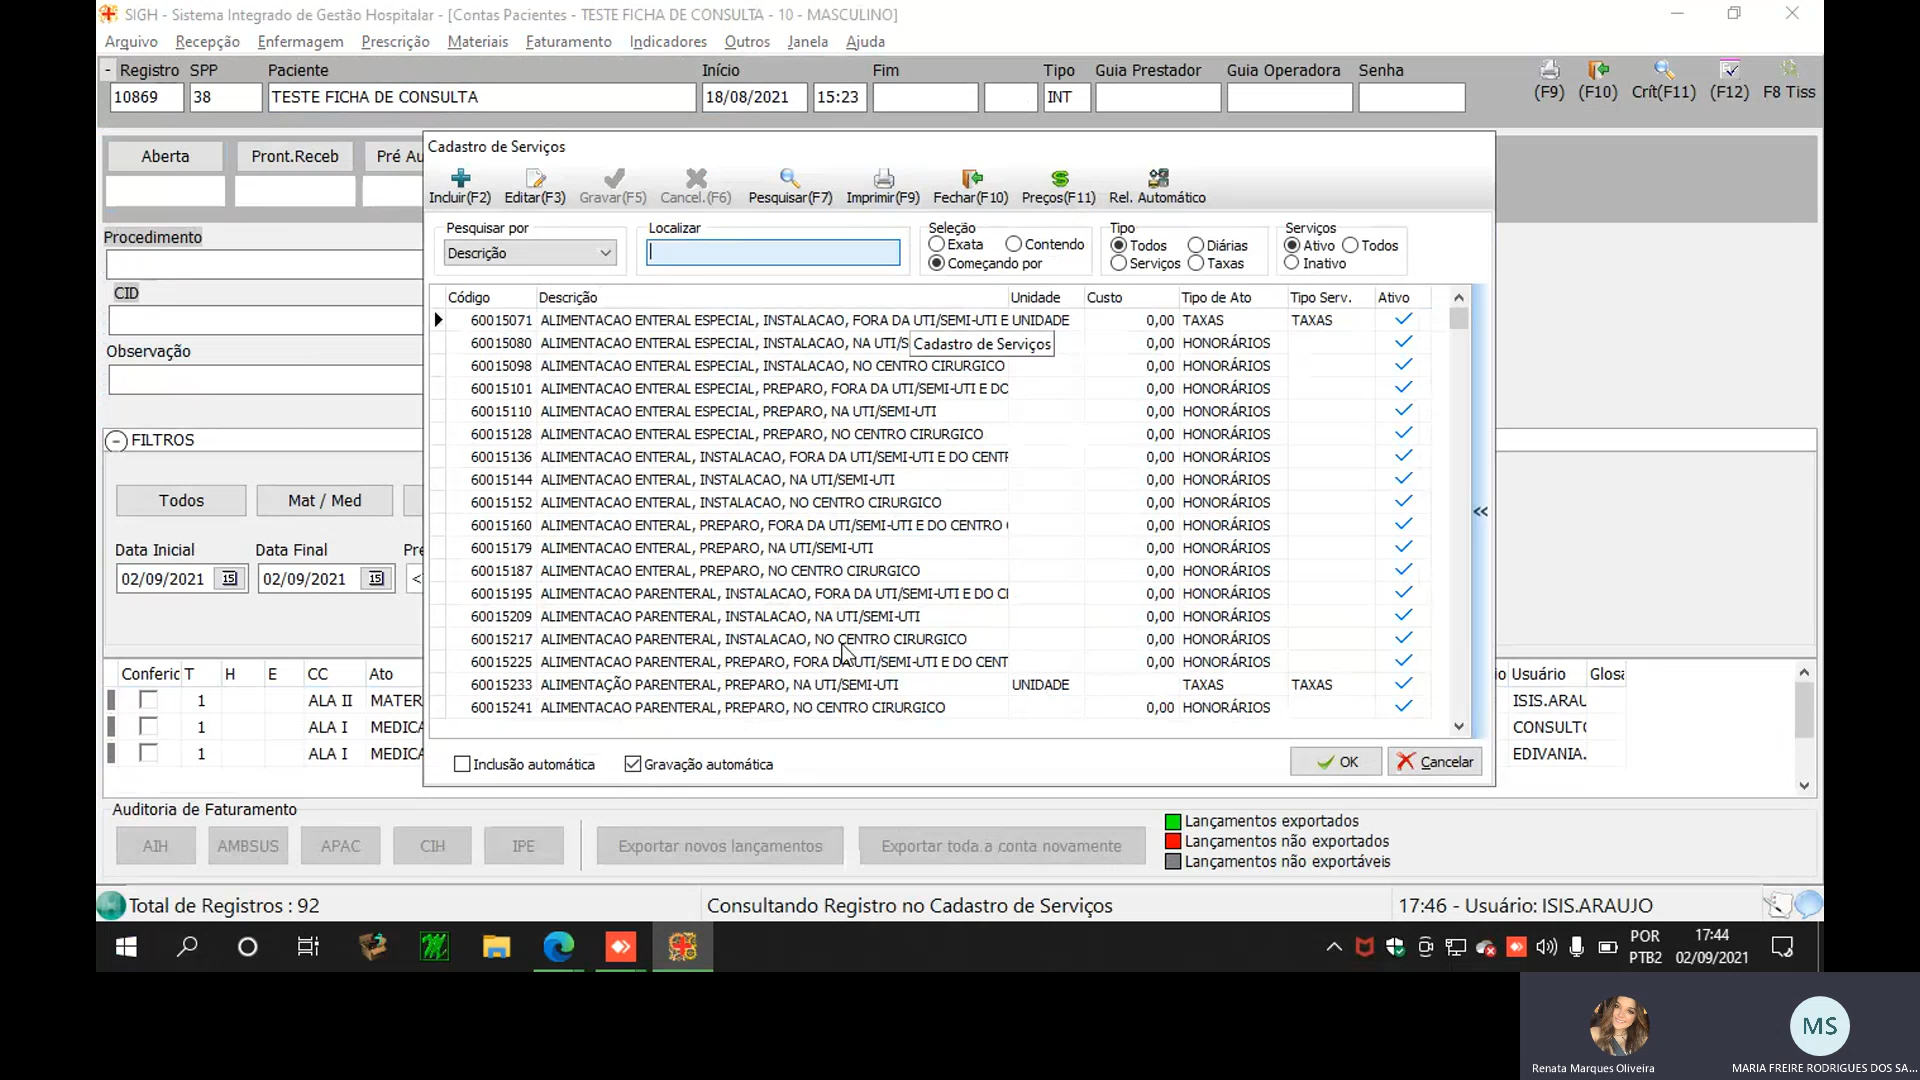 SIGH - Sistema Integrado de Gestão Hospitalar - [Contas Pacientes - TESTE FICHA DE CONSULTA - 10 - MASCULINO]
Arquivo Recepção Enfermagem Prescrição Materiais Faturamento Indicadores Outros Janela Ajuda
- Registro SPP Paciente Início Fim Tipo Guia Prestador Guia Operadora Senha
10869 38 TESTE FICHA DE CONSULTA 18/08/2021 15:23 INT
(F9) (F10) Crít(F11) (F12) F8 Tiss
Aberta Pront.Receb Pré Au
Procedimento
CID
Observação
FILTROS
Todos Mat / Med
Data Inicial Data Final Pre
02/09/2021 15 02/09/2021 15 <
Cadastro de Serviços
Incluir(F2) Editar(F3) Gravar(F5) Cancel.(F6) Pesquisar(F7) Imprimir(F9) Fechar(F10) Preços(F11) Rel. Automático
Pesquisar por Localizar Seleção Tipo Serviços
Descrição Exata Contendo Todos Diárias Ativo Todos
Começando por Serviços Taxas Inativo
Código Descrição Unidade Custo Tipo de Ato Tipo Serv. Ativo
60015071 ALIMENTACAO ENTERAL ESPECIAL, INSTALACAO, FORA DA UTI/SEMI-UTI E UNIDADE 0,00 TAXAS TAXAS
60015080 ALIMENTACAO ENTERAL ESPECIAL, INSTALACAO, NA UTI/S 0,00 HONORÁRIOS
Cadastro de Serviços
60015098 ALIMENTACAO ENTERAL ESPECIAL, INSTALACAO, NO CENTRO CIRURGICO 0,00 HONORÁRIOS
60015101 ALIMENTACAO ENTERAL ESPECIAL, PREPARO, FORA DA UTI/SEMI-UTI E DO 0,00 HONORÁRIOS
60015110 ALIMENTACAO ENTERAL ESPECIAL, PREPARO, NA UTI/SEMI-UTI 0,00 HONORÁRIOS
60015128 ALIMENTACAO ENTERAL ESPECIAL, PREPARO, NO CENTRO CIRURGICO 0,00 HONORÁRIOS
60015136 ALIMENTACAO ENTERAL, INSTALACAO, FORA DA UTI/SEMI-UTI E DO CENTR 0,00 HONORÁRIOS
60015144 ALIMENTACAO ENTERAL, INSTALACAO, NA UTI/SEMI-UTI 0,00 HONORÁRIOS
60015152 ALIMENTACAO ENTERAL, INSTALACAO, NO CENTRO CIRURGICO 0,00 HONORÁRIOS
60015160 ALIMENTACAO ENTERAL, PREPARO, FORA DA UTI/SEMI-UTI E DO CENTRO 0,00 HONORÁRIOS
60015179 ALIMENTACAO ENTERAL, PREPARO, NA UTI/SEMI-UTI 0,00 HONORÁRIOS
60015187 ALIMENTACAO ENTERAL, PREPARO, NO CENTRO CIRURGICO 0,00 HONORÁRIOS
60015195 ALIMENTACAO PARENTERAL, INSTALACAO, FORA DA UTI/SEMI-UTI E DO CI 0,00 HONORÁRIOS
60015209 ALIMENTACAO PARENTERAL, INSTALACAO, NA UTI/SEMI-UTI 0,00 HONORÁRIOS
60015217 ALIMENTACAO PARENTERAL, INSTALACAO, NO CENTRO CIRURGICO 0,00 HONORÁRIOS
60015225 ALIMENTACAO PARENTERAL, PREPARO, FORA DA UTI/SEMI-UTI E DO CENT 0,00 HONORÁRIOS
60015233 ALIMENTAÇÃO PARENTERAL, PREPARO, NA UTI/SEMI-UTI UNIDADE TAXAS TAXAS
60015241 ALIMENTACAO PARENTERAL, PREPARO, NO CENTRO CIRURGICO 0,00 HONORÁRIOS
<<
Inclusão automática Gravação automática OK Cancelar
Conferic T H E CC Ato io Usuário Glosa
1 ALA II MATER ISIS.ARAU
1 ALA I MEDICA CONSULTO
1 ALA I MEDICA EDIVANIA.
Auditoria de Faturamento
AIH AMBSUS APAC CIH IPE Exportar novos lançamentos Exportar toda a conta novamente
Lançamentos exportados
Lançamentos não exportados
Lançamentos não exportáveis
Total de Registros : 92 Consultando Registro no Cadastro de Serviços 17:46 - Usuário: ISIS.ARAUJO
POR 17:44
PTB2 02/09/2021
MS
Renata Marques Oliveira MARIA FREIRE RODRIGUES DOS SA...